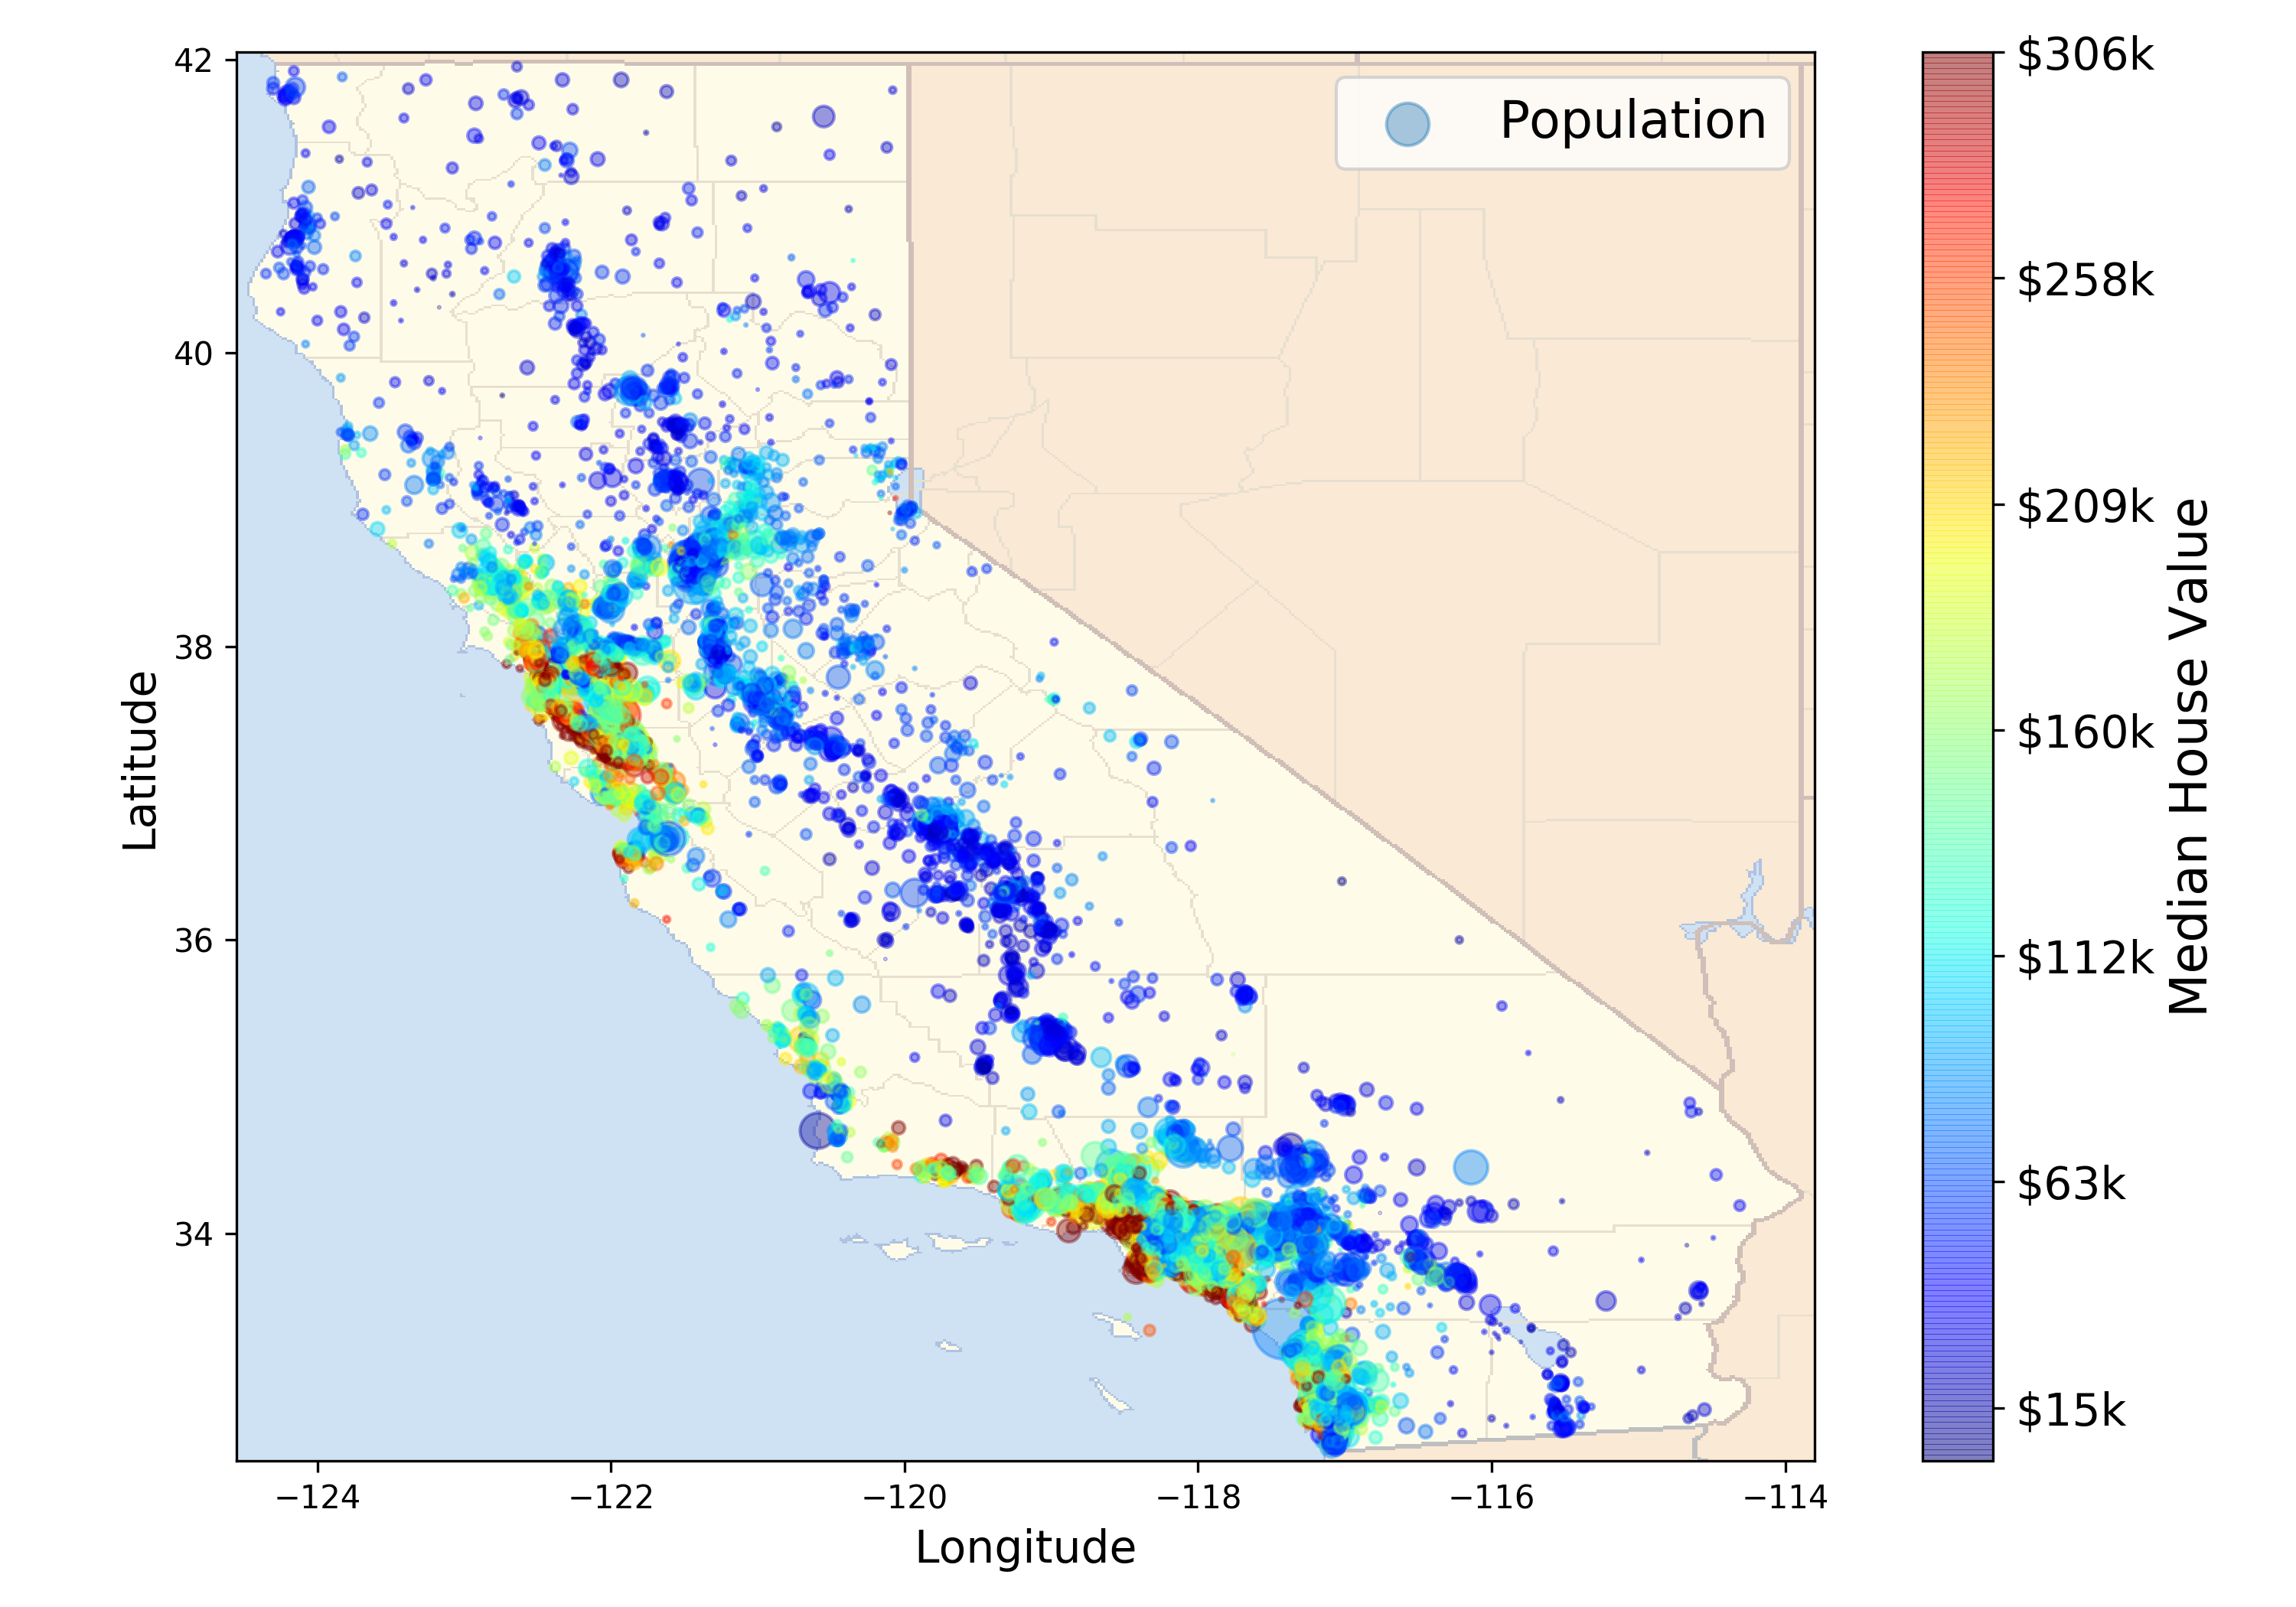 42
40
38
36
34
Latitude
−124
−122
−120
−118
−116
−114
Longitude
Population
$306k
$258k
$209k
$160k
$112k
$63k
$15k
Median House Value